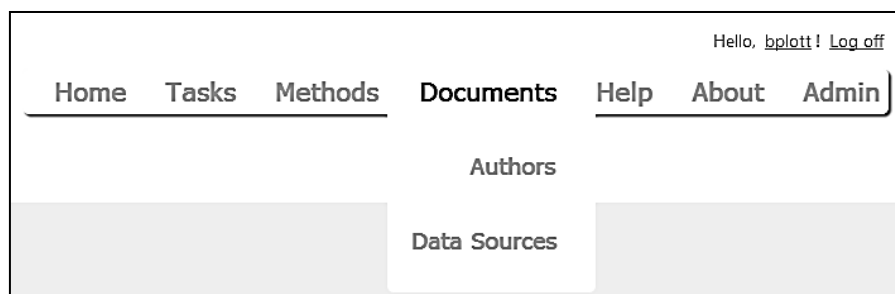 Hello, bplott! Log off
Home Tasks Methods Documents Help About Admin
Authors
Data Sources